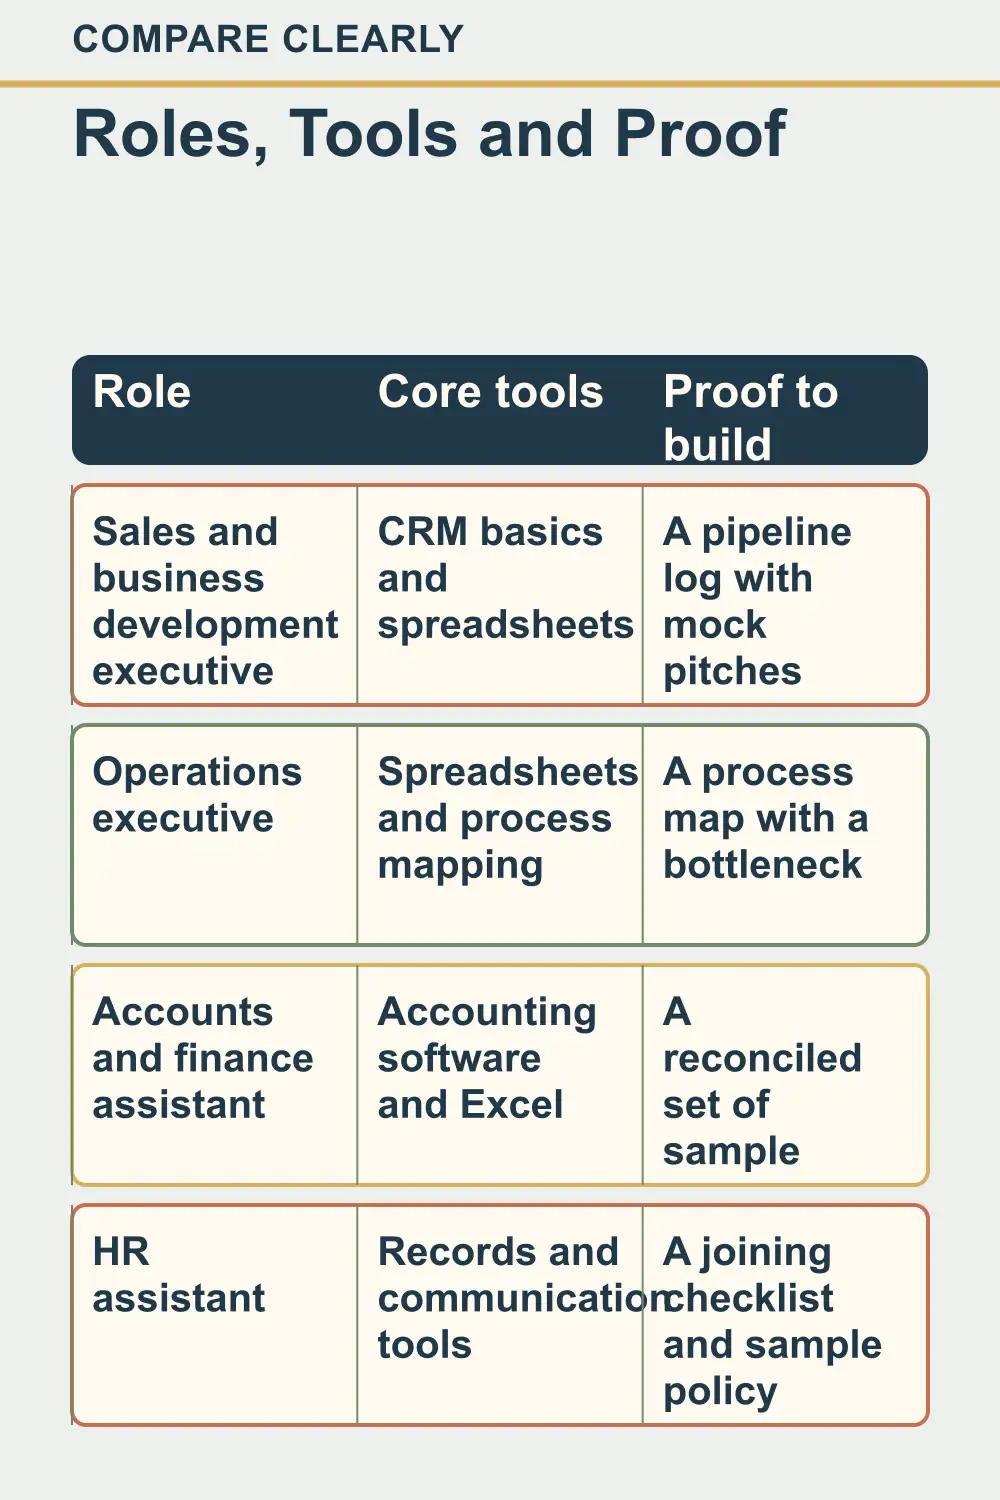 COMPARE CLEARLY
Roles, Tools and Proof
Role
Core tools
Proof to
build
Sales and
business
development
executive
CRM basics
and
spreadsheets
A pipeline
log with
mock
pitches
Operations
executive
Spreadsheets
and process
mapping
A process
map with a
bottleneck
Accounts
and finance
assistant
Accounting
software
and Excel
A
reconciled
set of
sample
HR
assistant
Records and
communication
tools
A joining
checklist
and sample
policy